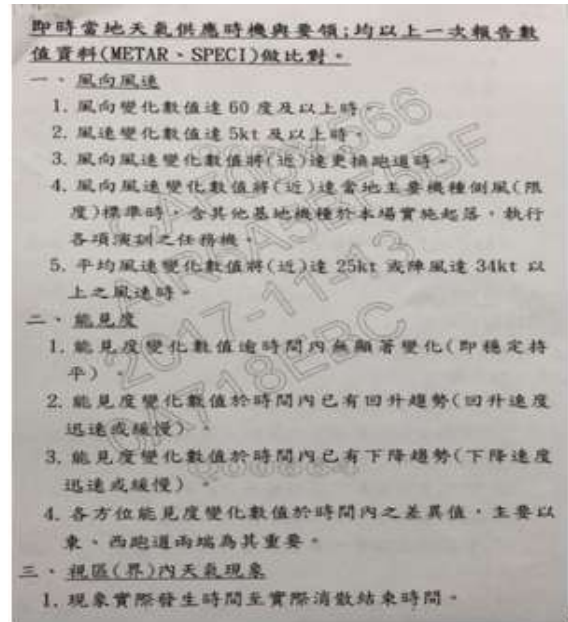 即時當地天氣供應時機與要領;均以上一次報告數
值資料(METAR、SPECI)做比對。
一、風向風速
1. 風向變化數值達 60 度及以上時。
2. 風速變化數值達 5kt 及以上時。
3. 風向風速變化數值將(近)達更換跑道時。
4. 風向風速變化數值將(近)達當地主要機種側風(限
度)標準時,含其他基地機種於本場實施起落,執行
各項演訓之任務機。
5. 平均風速變化數值將(近)達 25kt 或陣風達 34kt 以
上之風速時。
二、能見度
1. 能見度變化數值逾時間內無顯著變化(即穩定持
平)。
2. 能見度變化數值於時間內已有回升趨勢(回升速度
迅速或緩慢)。
3. 能見度變化數值於時間內已有下降趨勢(下降速度
迅速或緩慢)。
4. 各方位能見度變化數值於時間內之差異值,主要以
東、西跑道兩端為其重要。
三、視區(界)內天氣現象
1. 現象實際發生時間至實際消散結束時間。
2017-11-13